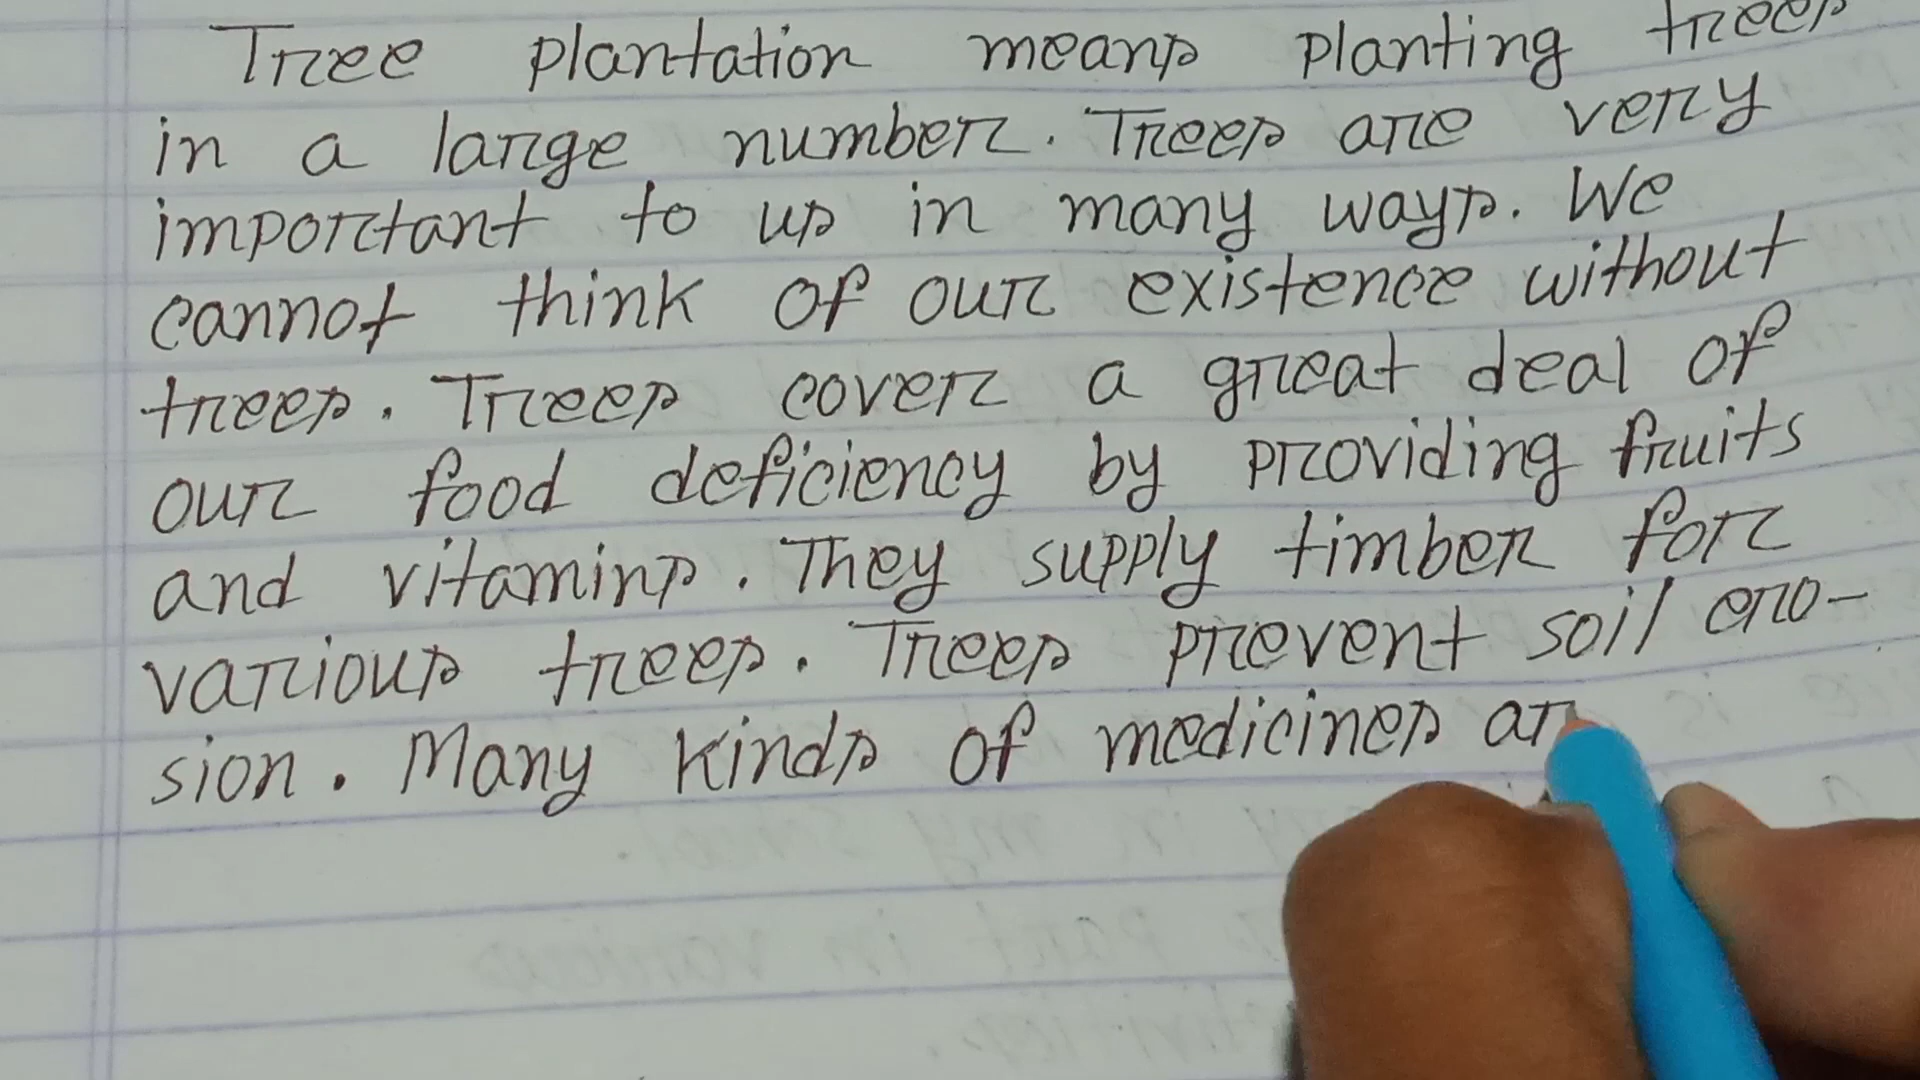 Tree plantation means planting trees
in a large number. Trees are very
important to us in many ways. We
cannot think of our existence without
trees. Trees cover a great deal of
our food deficiency by providing fruits
and vitamins. They supply timber for
various trees. Trees prevent soil ero-
sion. Many kinds of medicines ar